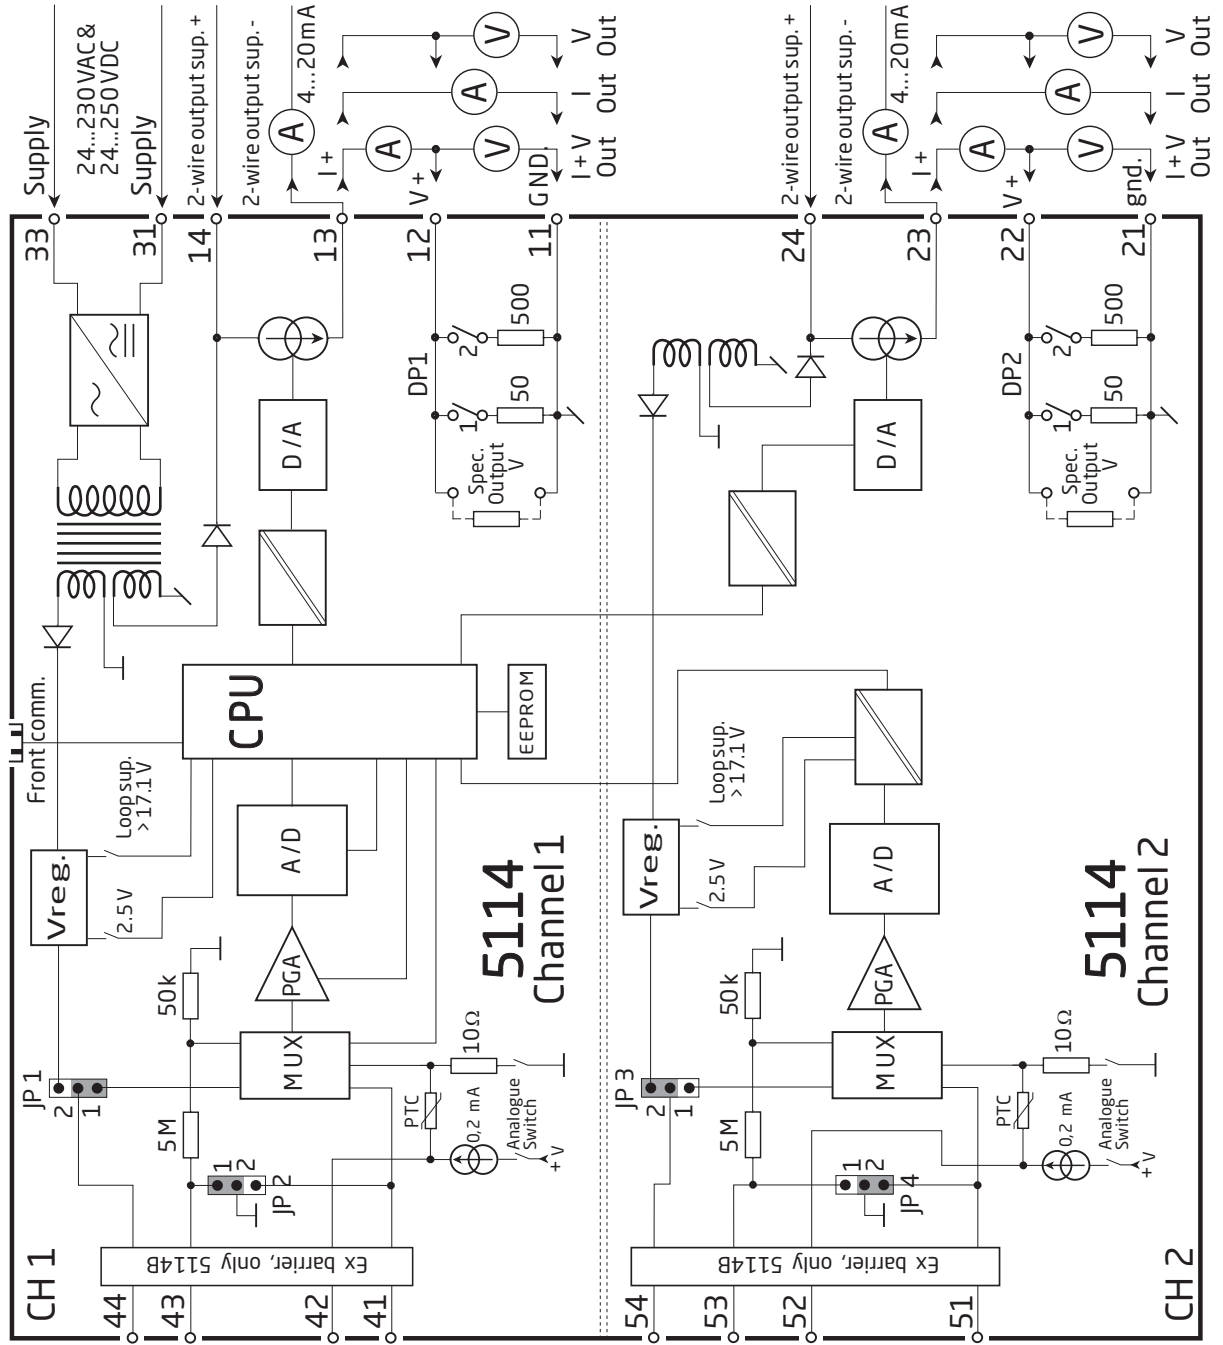 Supply
24...230 VAC &
24...250 VDC
Supply
2-wire output sup. +
2-wire output sup. -
4...20 mA
A
I+
V+
GND.
A
V
A
V
I+V
Out
I
Out
V
Out
33
31
14
13
12
11
DP1
2
500
1
50
Spec.
Output
V
D/A
CPU
EEPROM
Front comm.
Loop sup.
> 17.1 V
2.5 V
Vreg.
A/D
PGA
MUX
50k
5M
JP 1
2
1
JP 2
1
2
PTC
10Ω
0,2 mA
Analogue
Switch
+ V
5114
Channel 1
Ex barrier, only 5114B
CH 1
44
43
42
41
2-wire output sup. +
2-wire output sup. -
4...20 mA
A
I+
V+
gnd.
A
V
A
V
I+V
Out
I
Out
V
Out
24
23
22
21
DP2
2
500
1
50
Spec.
Output
V
D/A
Loop sup.
> 17.1 V
2.5 V
Vreg.
A/D
PGA
MUX
50k
5M
JP 3
2
1
JP 4
1
2
PTC
10Ω
0,2 mA
Analogue
Switch
+ V
5114
Channel 2
Ex barrier, only 5114B
CH 2
54
53
52
51